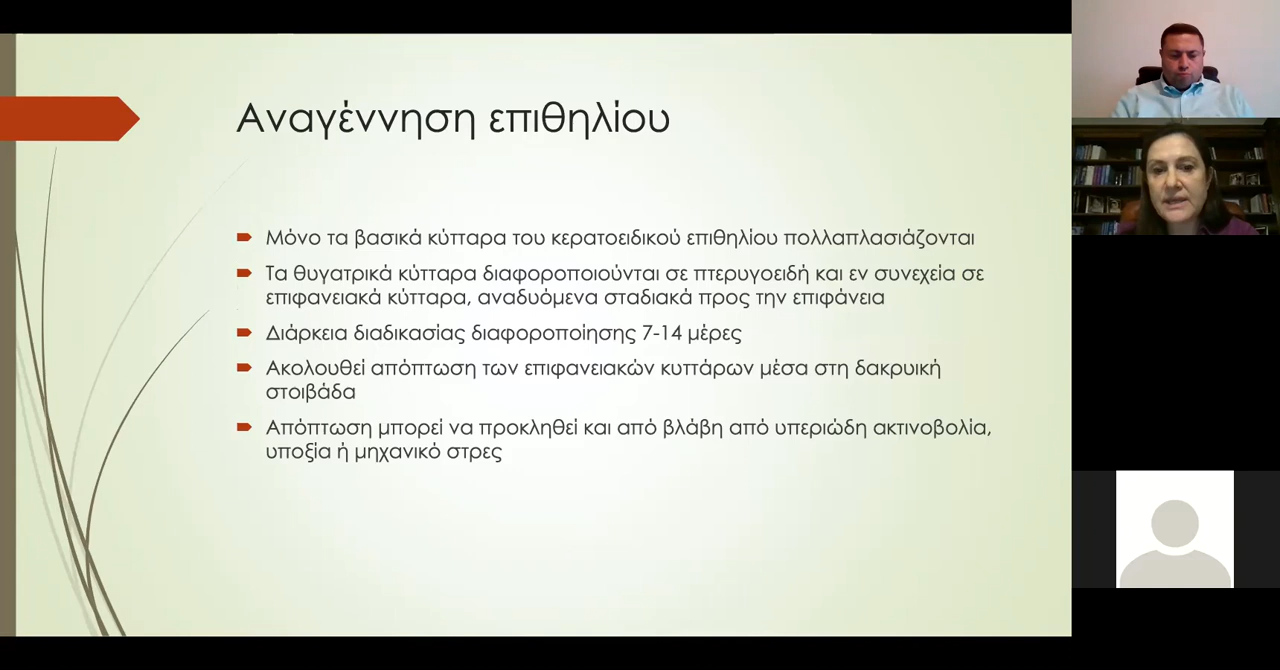 Αναγέννηση επιθηλίου
Μόνο τα βασικά κύτταρα του κερατοειδικού επιθηλίου πολλαπλασιάζονται
Τα θυγατρικά κύτταρα διαφοροποιούνται σε πτερυγοειδή και εν συνεχεία σε
επιφανειακά κύτταρα, αναδυόμενα σταδιακά προς την επιφάνεια
Διάρκεια διαδικασίας διαφοροποίησης 7-14 μέρες
Ακολουθεί απόπτωση των επιφανειακών κυττάρων μέσα στη δακρυική
στοιβάδα
Απόπτωση μπορεί να προκληθεί και από βλάβη από υπεριώδη ακτινοβολία,
υποξία ή μηχανικό στρες